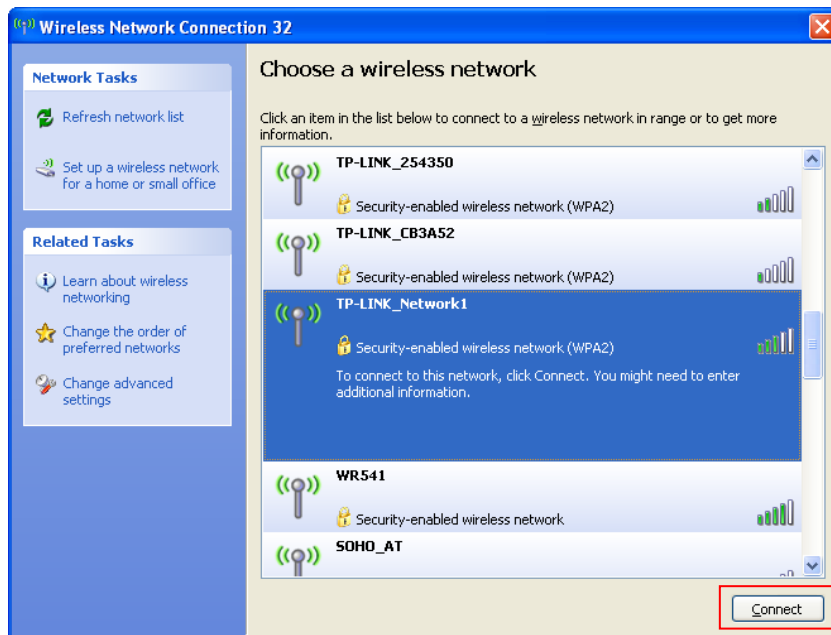 Wireless Network Connection 32
Network Tasks
Refresh network list
Set up a wireless network
for a home or small office
Related Tasks
Learn about wireless
networking
Change the order of
preferred networks
Change advanced
settings
Choose a wireless network
Click an item in the list below to connect to a wireless network in range or to get more
information.
TP-LINK_254350
Security-enabled wireless network (WPA2)
TP-LINK_CB3A52
Security-enabled wireless network (WPA2)
TP-LINK_Network1
Security-enabled wireless network (WPA2)
To connect to this network, click Connect. You might need to enter
additional information.
WR541
Security-enabled wireless network
SOHO_AT
Connect